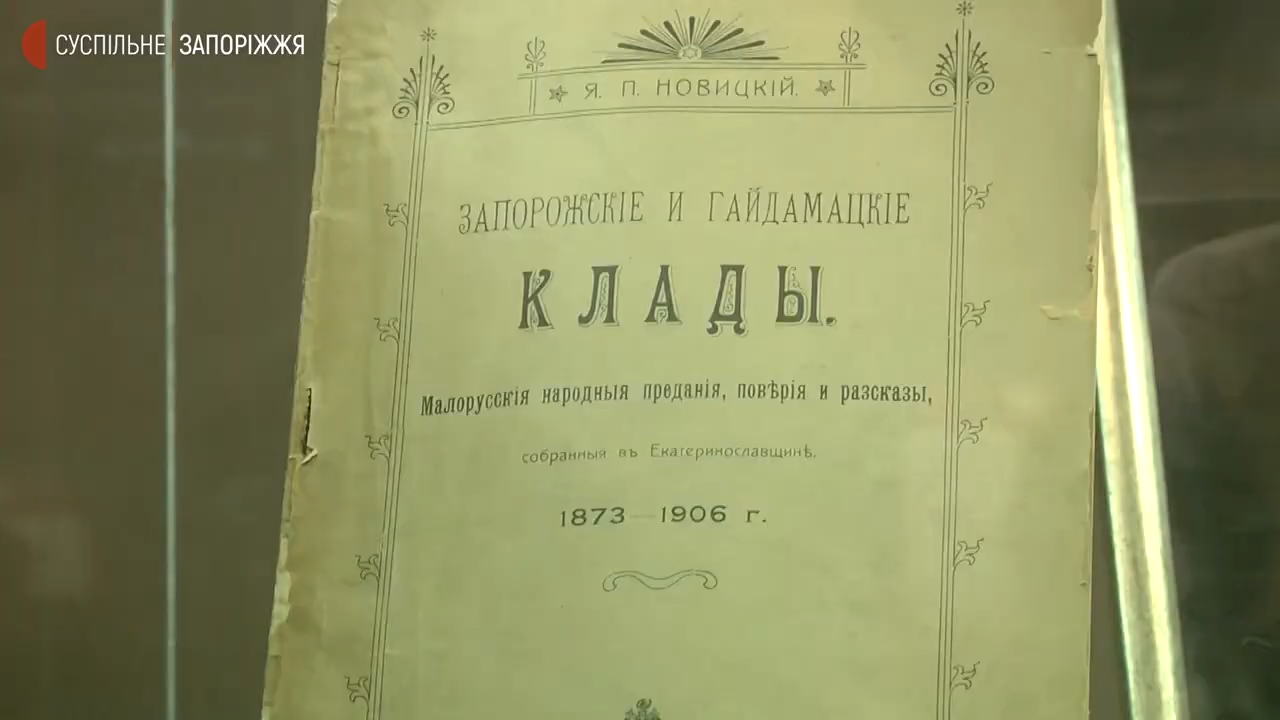 СУСПІЛЬНЕ ЗАПОРІЖЖЯ
Я. П. НОВИЦКІЙ.
ЗАПОРОЖСКІЕ И ГАЙДАМАЦКІЕ
КЛАДЫ.
Малорусскія народныя преданія, повѣрія и разсказы,
собранныя въ Екатеринославщинѣ.
1873—1906 г.